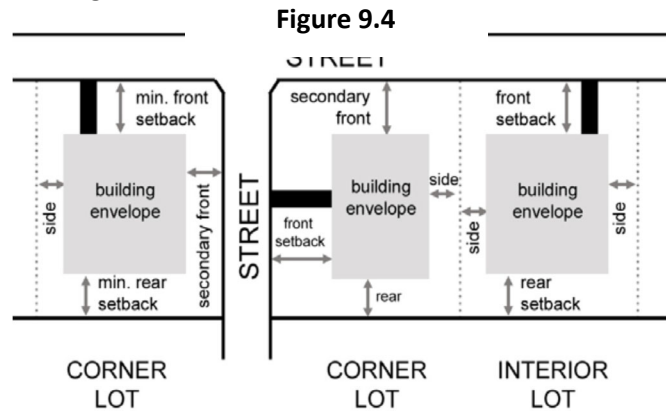 Figure 9.4
STREET
min. front
setback
secondary
front
front
setback
side
building
envelope
secondary front
STREET
building
envelope
side
side
building
envelope
side
front
setback
min. rear
setback
rear
rear
setback
CORNER
LOT
CORNER
LOT
INTERIOR
LOT